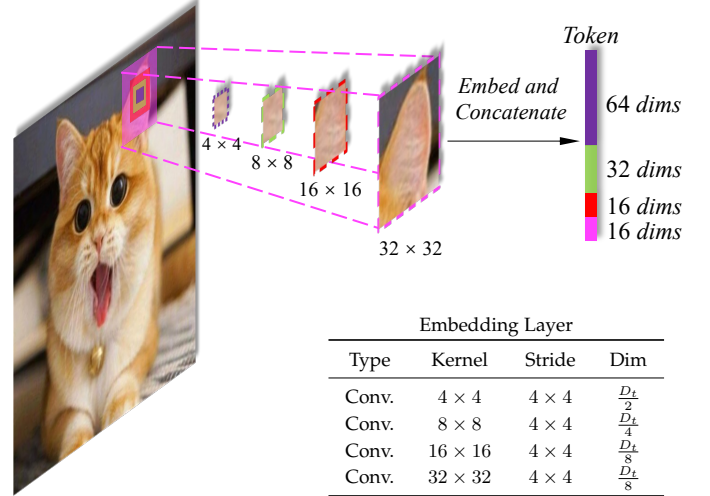 Token
Embed and
Concatenate
64 dims
32 dims
16 dims
16 dims
4 × 4
8 × 8
16 × 16
32 × 32
Embedding Layer
Type Kernel Stride Dim
Conv. 4 × 4 4 × 4 D_t/2
Conv. 8 × 8 4 × 4 D_t/4
Conv. 16 × 16 4 × 4 D_t/8
Conv. 32 × 32 4 × 4 D_t/8